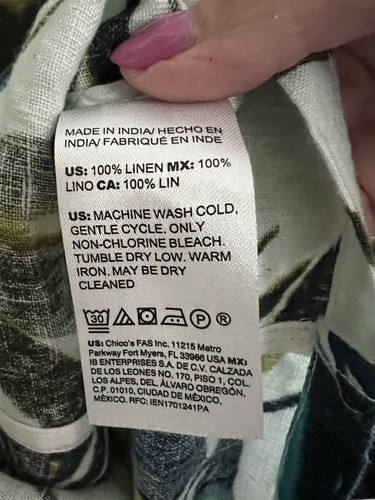 MADE IN INDIA/ HECHO EN
INDIA/ FABRIQUÉ EN INDE
US: 100% LINEN MX: 100%
LINO CA: 100% LIN
US: MACHINE WASH COLD,
GENTLE CYCLE. ONLY
NON-CHLORINE BLEACH.
TUMBLE DRY LOW. WARM
IRON. MAY BE DRY
CLEANED
30 P ®
US: Chico's FAS Inc. 11215 Metro
Parkway Fort Myers, FL 33966 USA MX:
IB ENTERPRISES S.A. DE C.V. CALZADA
DE LOS LEONES NO. 170, PISO 1, COL.
LOS ALPES, DEL. ÁLVARO OBREGÓN,
C.P. 01010, CIUDAD DE MÉXICO,
MÉXICO. RFC: IEN1701241PA